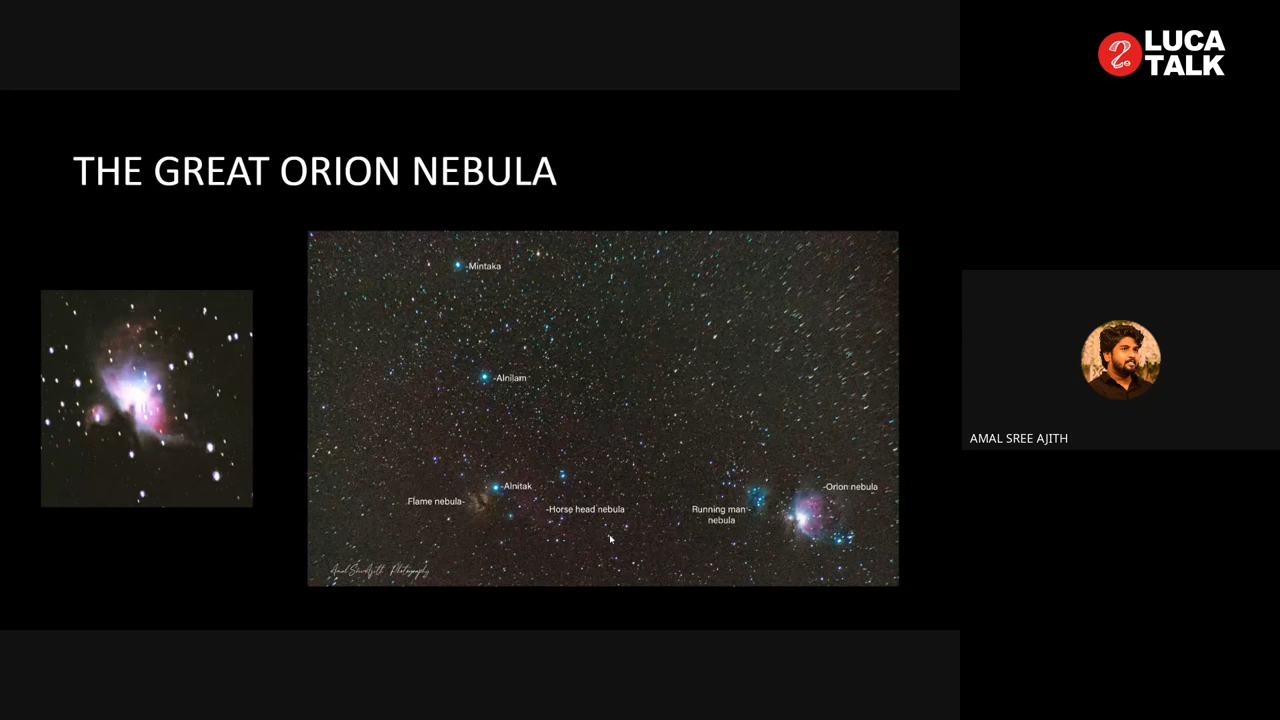 LUCA
TALK
THE GREAT ORION NEBULA
-Mintaka
-Alnilam
-Alnitak
Flame nebula-
-Horse head nebula
Running man -
nebula
-Orion nebula
Photography
AMAL SREE AJITH